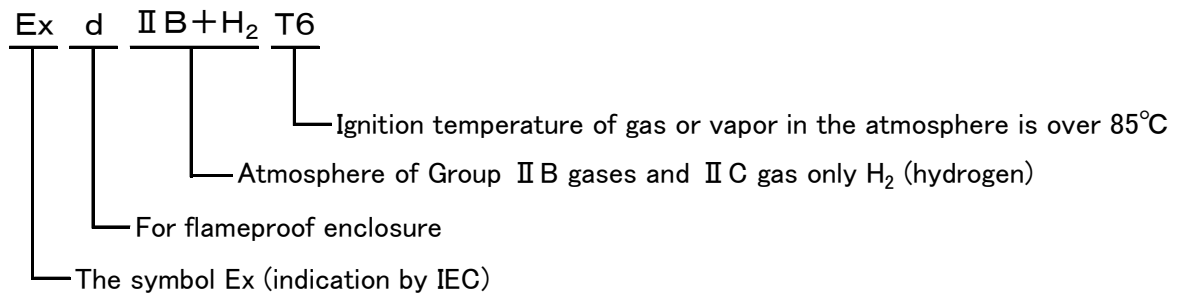 Ex d ⅡB+H₂ T6
Ignition temperature of gas or vapor in the atmosphere is over 85℃
Atmosphere of Group ⅡB gases and ⅡC gas only H₂ (hydrogen)
For flameproof enclosure
The symbol Ex (indication by IEC)